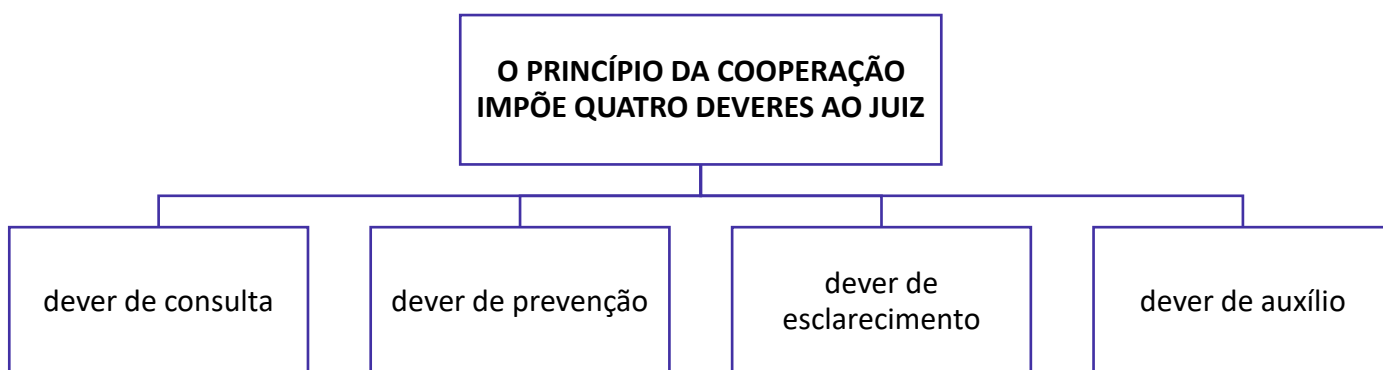 O PRINCÍPIO DA COOPERAÇÃO
IMPÕE QUATRO DEVERES AO JUIZ
dever de consulta
dever de prevenção
dever de
esclarecimento
dever de auxílio